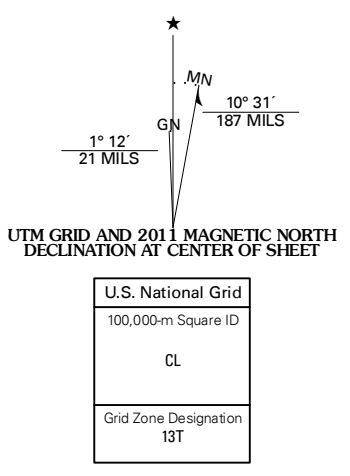 ★
MN
GN
10° 31´
187 MILS
1° 12´
21 MILS
UTM GRID AND 2011 MAGNETIC NORTH
DECLINATION AT CENTER OF SHEET
U.S. National Grid
100,000-m Square ID
CL
Grid Zone Designation
13T